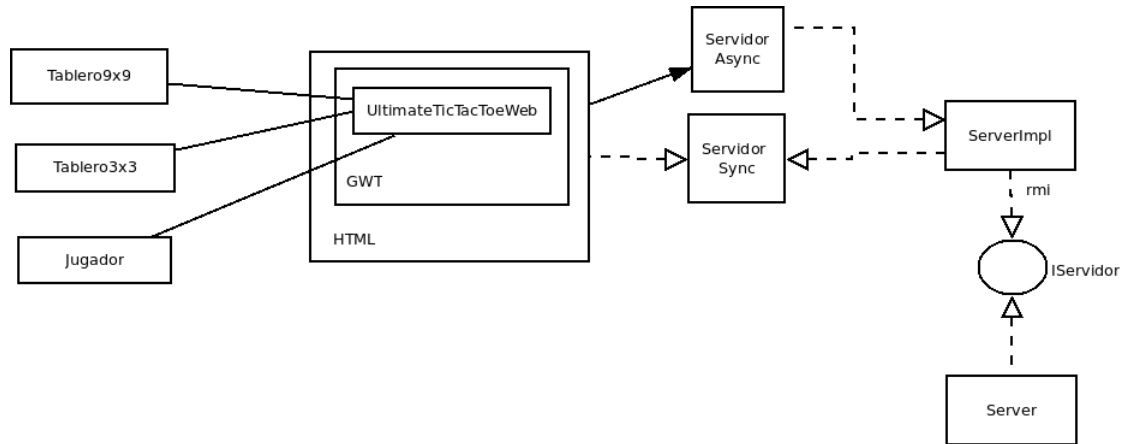 Tablero9x9
Tablero3x3
Jugador
UltimateTicTacToeWeb
GWT
HTML
Servidor
Async
Servidor
Sync
ServerImpl
rmi
IServidor
Server